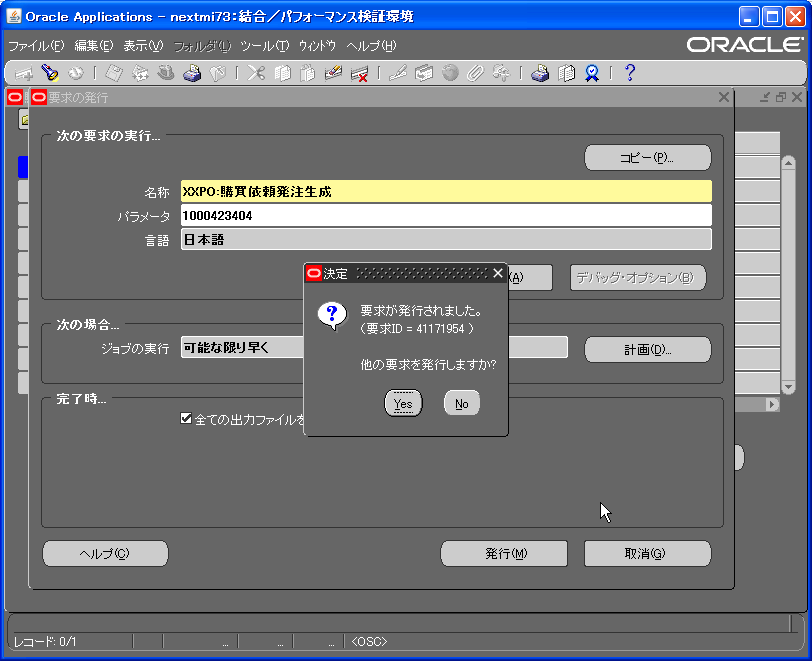 Oracle Applications - nextmi73:結合/パフォーマンス検証環境
ファイル(F) 編集(E) 表示(V) フォルダ(L) ツール(T) ウィンドウ ヘルプ(H)
ORACLE
要求の発行
次の要求の実行...
コピー(P)...
名称
XXPO:購買依頼発注生成
パラメータ
1000423404
言語
日本語
(A)
デバッグ・オプション(B)
決定
要求が発行されました。
(要求ID = 41171954 )
他の要求を発行しますか?
Yes
No
次の場合...
ジョブの実行
可能な限り早く
計画(D)...
完了時...
全ての出力ファイルを
ヘルプ(C)
発行(M)
取消(G)
レコード: 0/1
...
...
...
<OSC>